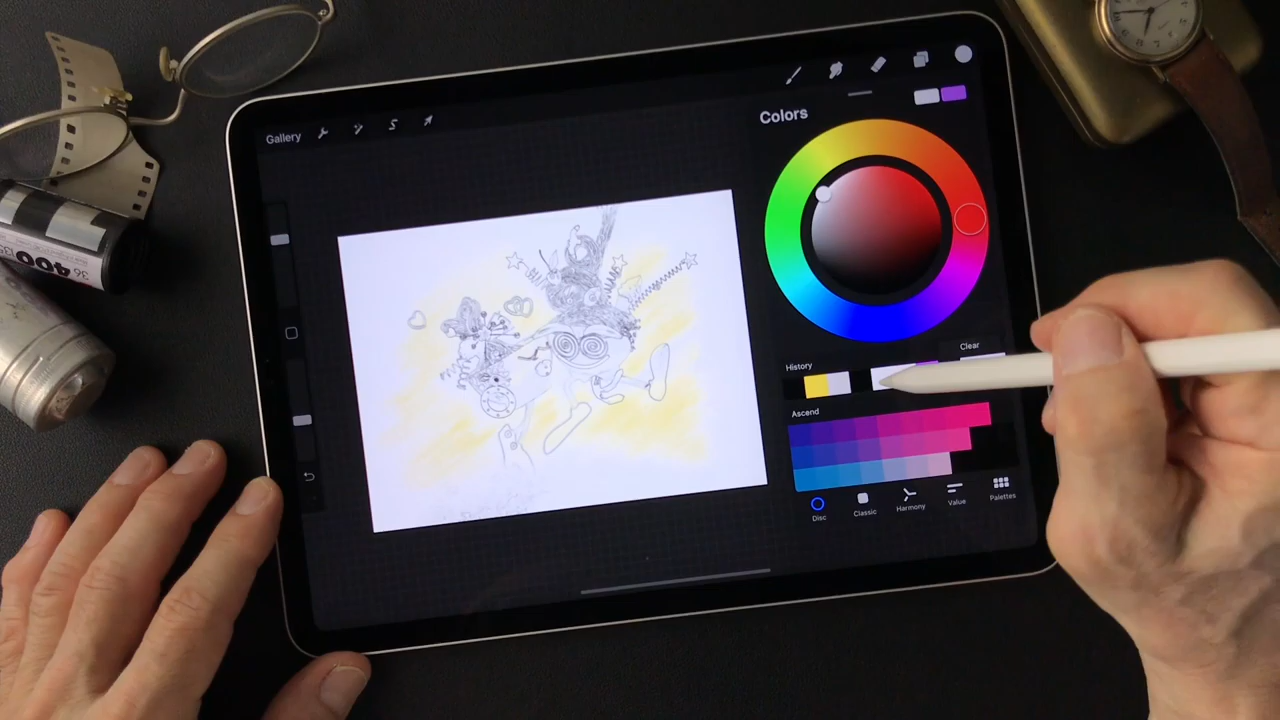 Gallery
Colors
History
Clear
Ascend
Disc
Classic
Harmony
Value
Palettes
400
36